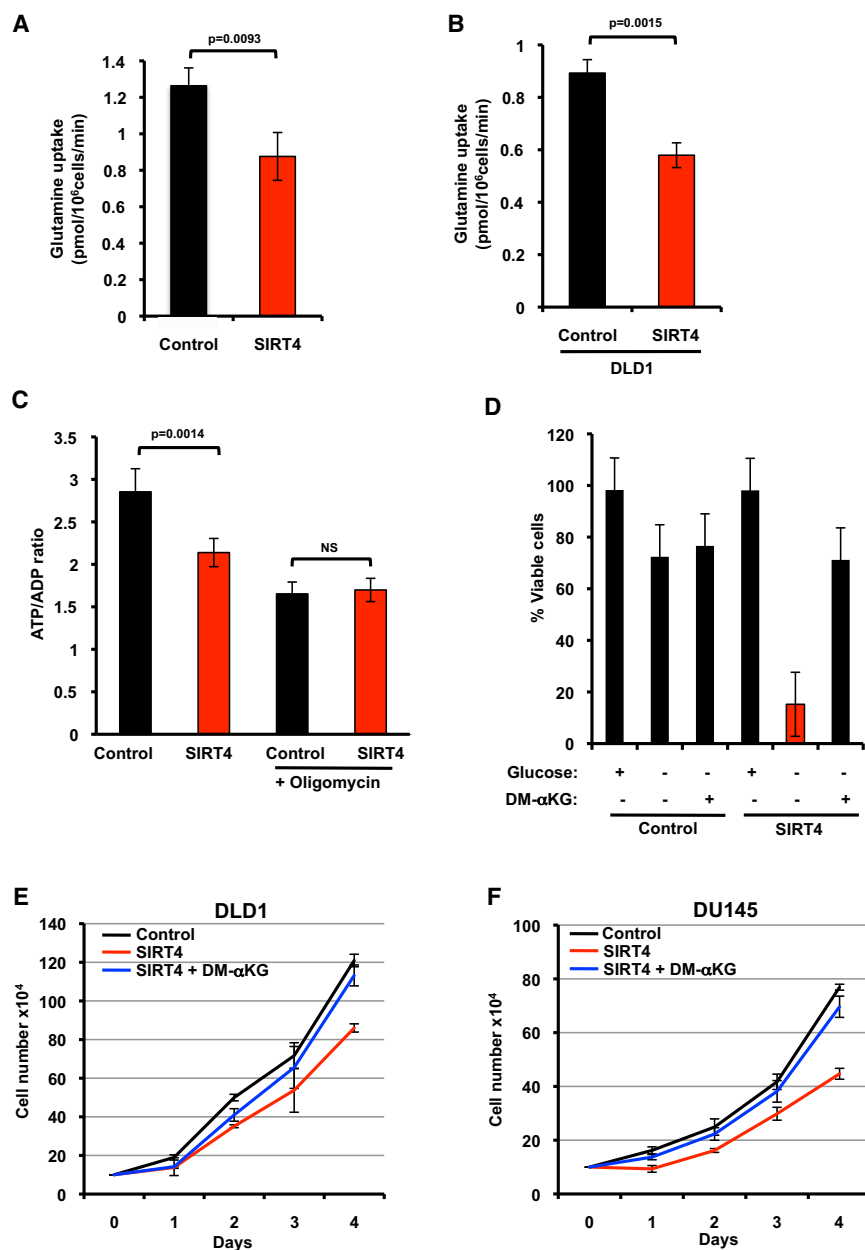 A
p=0.0093
Glutamine uptake
(pmol/10⁶cells/min)
1.4
1.2
1
0.8
0.6
0.4
0.2
0
Control SIRT4
B
p=0.0015
Glutamine uptake
(pmol/10⁶cells/min)
1
0.8
0.6
0.4
0.2
0
Control SIRT4
DLD1
C
p=0.0014
NS
ATP/ADP ratio
3.5
3
2.5
2
1.5
1
0.5
0
Control SIRT4 Control SIRT4
+ Oligomycin
D
% Viable cells
120
100
80
60
40
20
0
Glucose: + - - + - -
DM-αKG: - - + - - +
Control SIRT4
E
DLD1
Control
SIRT4
SIRT4 + DM-αKG
Cell number x10⁴
140
120
100
80
60
40
20
0
0 1 2 3 4
Days
F
DU145
Control
SIRT4
SIRT4 + DM-αKG
Cell number x10⁴
100
80
60
40
20
0
0 1 2 3 4
Days